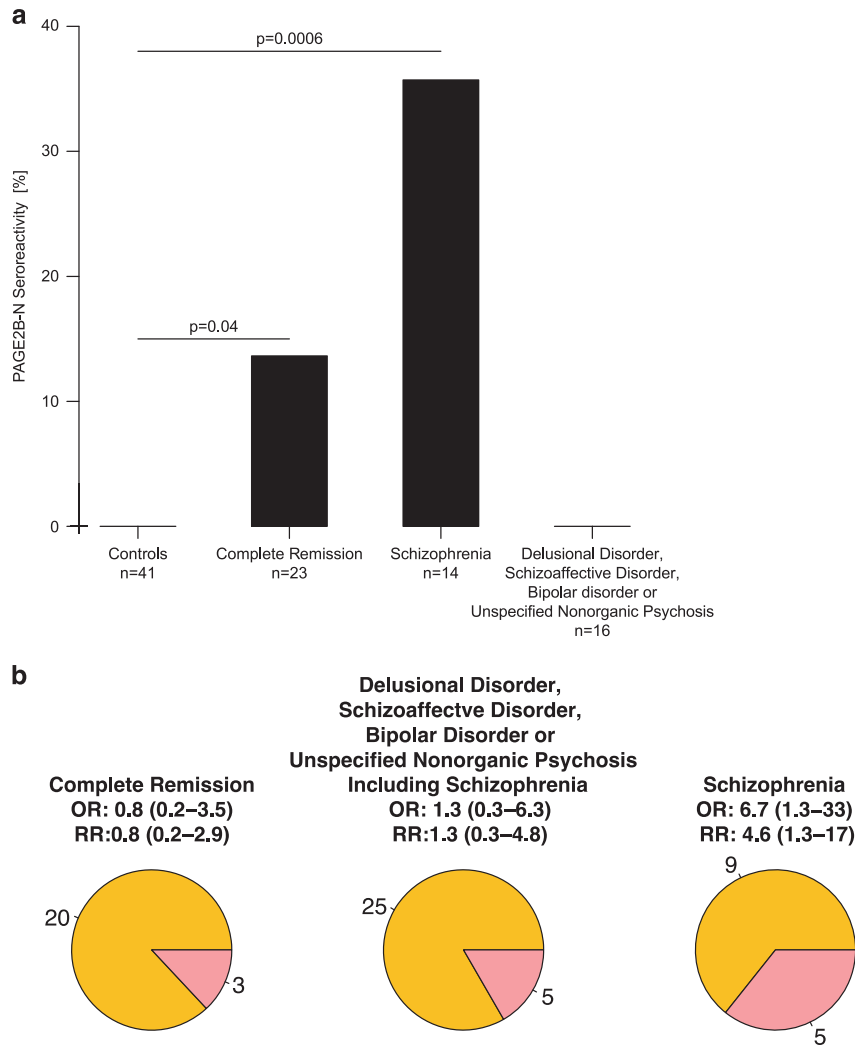 a
40
30
20
10
0
PAGE2B-N Seroreactivity [%]
p=0.0006
p=0.04
Controls
n=41
Complete Remission
n=23
Schizophrenia
n=14
Delusional Disorder,
Schizoaffective Disorder,
Bipolar disorder or
Unspecified Nonorganic Psychosis
n=16
b
Complete Remission
OR: 0.8 (0.2–3.5)
RR:0.8 (0.2–2.9)
20
3
Delusional Disorder,
Schizoaffectve Disorder,
Bipolar Disorder or
Unspecified Nonorganic Psychosis
Including Schizophrenia
OR: 1.3 (0.3–6.3)
RR:1.3 (0.3–4.8)
25
5
Schizophrenia
OR: 6.7 (1.3–33)
RR: 4.6 (1.3–17)
9
5